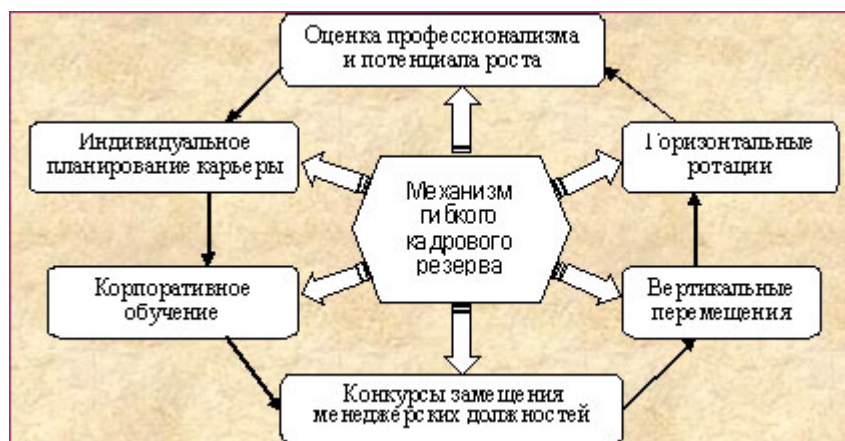 Оценка профессионализма
и потенциала роста
Индивидуальное
планирование карьеры
Горизонтальные
ротации
Механизм
гибкого
кадрового
резерва
Корпоративное
обучение
Вертикальные
перемещения
Конкурсы замещения
менеджерских должностей